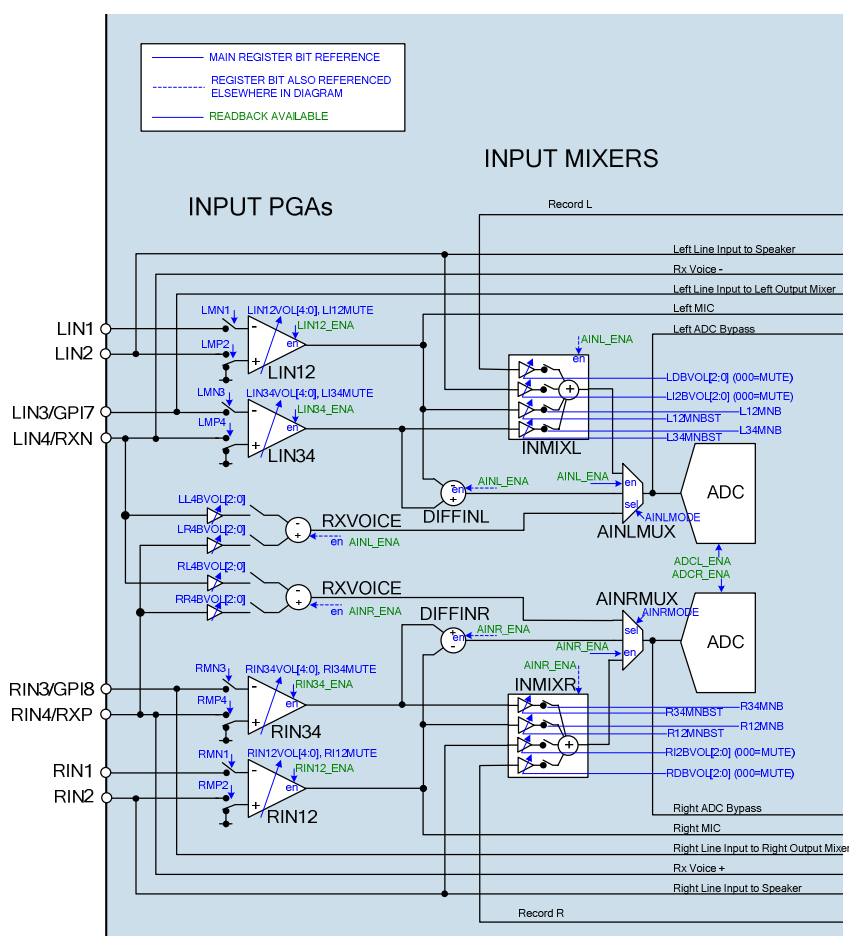 MAIN REGISTER BIT REFERENCE
REGISTER BIT ALSO REFERENCED
ELSEWHERE IN DIAGRAM
READBACK AVAILABLE
INPUT MIXERS
INPUT PGAs
Record L
Left Line Input to Speaker
Rx Voice -
Left Line Input to Left Output Mixer
Left MIC
Left ADC Bypass
LIN1
LIN2
LMN1
LIN12VOL[4:0], LI12MUTE
LIN12_ENA
LMP2
-
en
+
LIN12
AINL_ENA
en
LDBVOL[2:0] (000=MUTE)
LI2BVOL[2:0] (000=MUTE)
L12MNB
L12MNBST
L34MNB
L34MNBST
+
INMIXL
LIN3/GPI7
LIN4/RXN
LMN3
LIN34VOL[4:0], LI34MUTE
LIN34_ENA
LMP4
-
en
+
LIN34
AINL_ENA
-
en
+
DIFFINL
AINL_ENA
en
sel
AINLMODE
AINLMUX
ADC
LL4BVOL[2:0]
LR4BVOL[2:0]
-
+
RXVOICE
en
AINL_ENA
ADCL_ENA
ADCR_ENA
RL4BVOL[2:0]
RR4BVOL[2:0]
-
+
RXVOICE
en
AINR_ENA
DIFFINR
+
en
-
AINR_ENA
AINRMUX
AINRMODE
sel
en
AINR_ENA
ADC
AINR_ENA
en
INMIXR
+
R34MNB
R34MNBST
R12MNB
R12MNBST
RI2BVOL[2:0] (000=MUTE)
RDBVOL[2:0] (000=MUTE)
RIN3/GPI8
RIN4/RXP
RMN3
RIN34VOL[4:0], RI34MUTE
RIN34_ENA
RMP4
-
en
+
RIN34
RIN1
RIN2
RMN1
RIN12VOL[4:0], RI12MUTE
RIN12_ENA
RMP2
-
en
+
RIN12
Right ADC Bypass
Right MIC
Right Line Input to Right Output Mixer
Rx Voice +
Right Line Input to Speaker
Record R